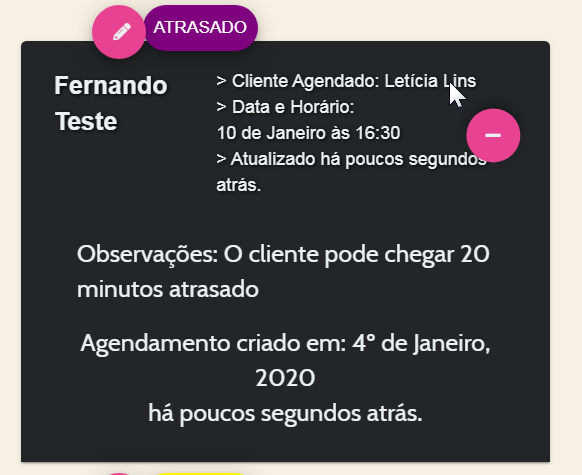 ATRASADO
Fernando
Teste
> Cliente Agendado: Letícia Lins
> Data e Horário:
10 de Janeiro às 16:30
> Atualizado há poucos segundos
atrás.
Observações: O cliente pode chegar 20
minutos atrasado
Agendamento criado em: 4º de Janeiro,
2020
há poucos segundos atrás.